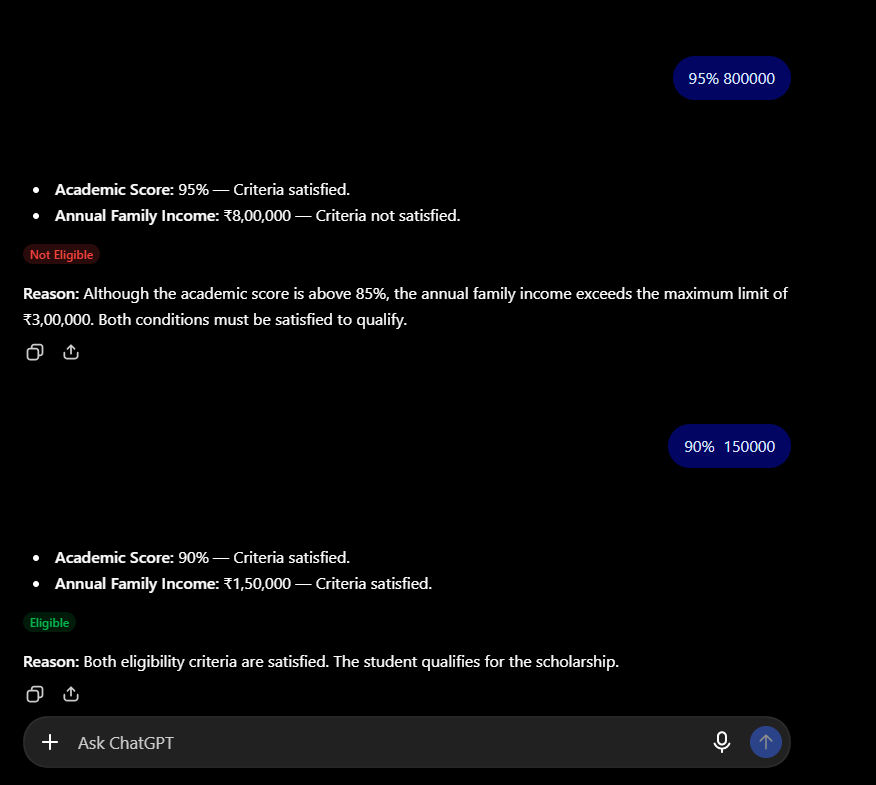 95% 800000
• Academic Score: 95% — Criteria satisfied.
• Annual Family Income: ₹8,00,000 — Criteria not satisfied.
Not Eligible
Reason: Although the academic score is above 85%, the annual family income exceeds the maximum limit of
₹3,00,000. Both conditions must be satisfied to qualify.
90%  150000
• Academic Score: 90% — Criteria satisfied.
• Annual Family Income: ₹1,50,000 — Criteria satisfied.
Eligible
Reason: Both eligibility criteria are satisfied. The student qualifies for the scholarship.
Ask ChatGPT